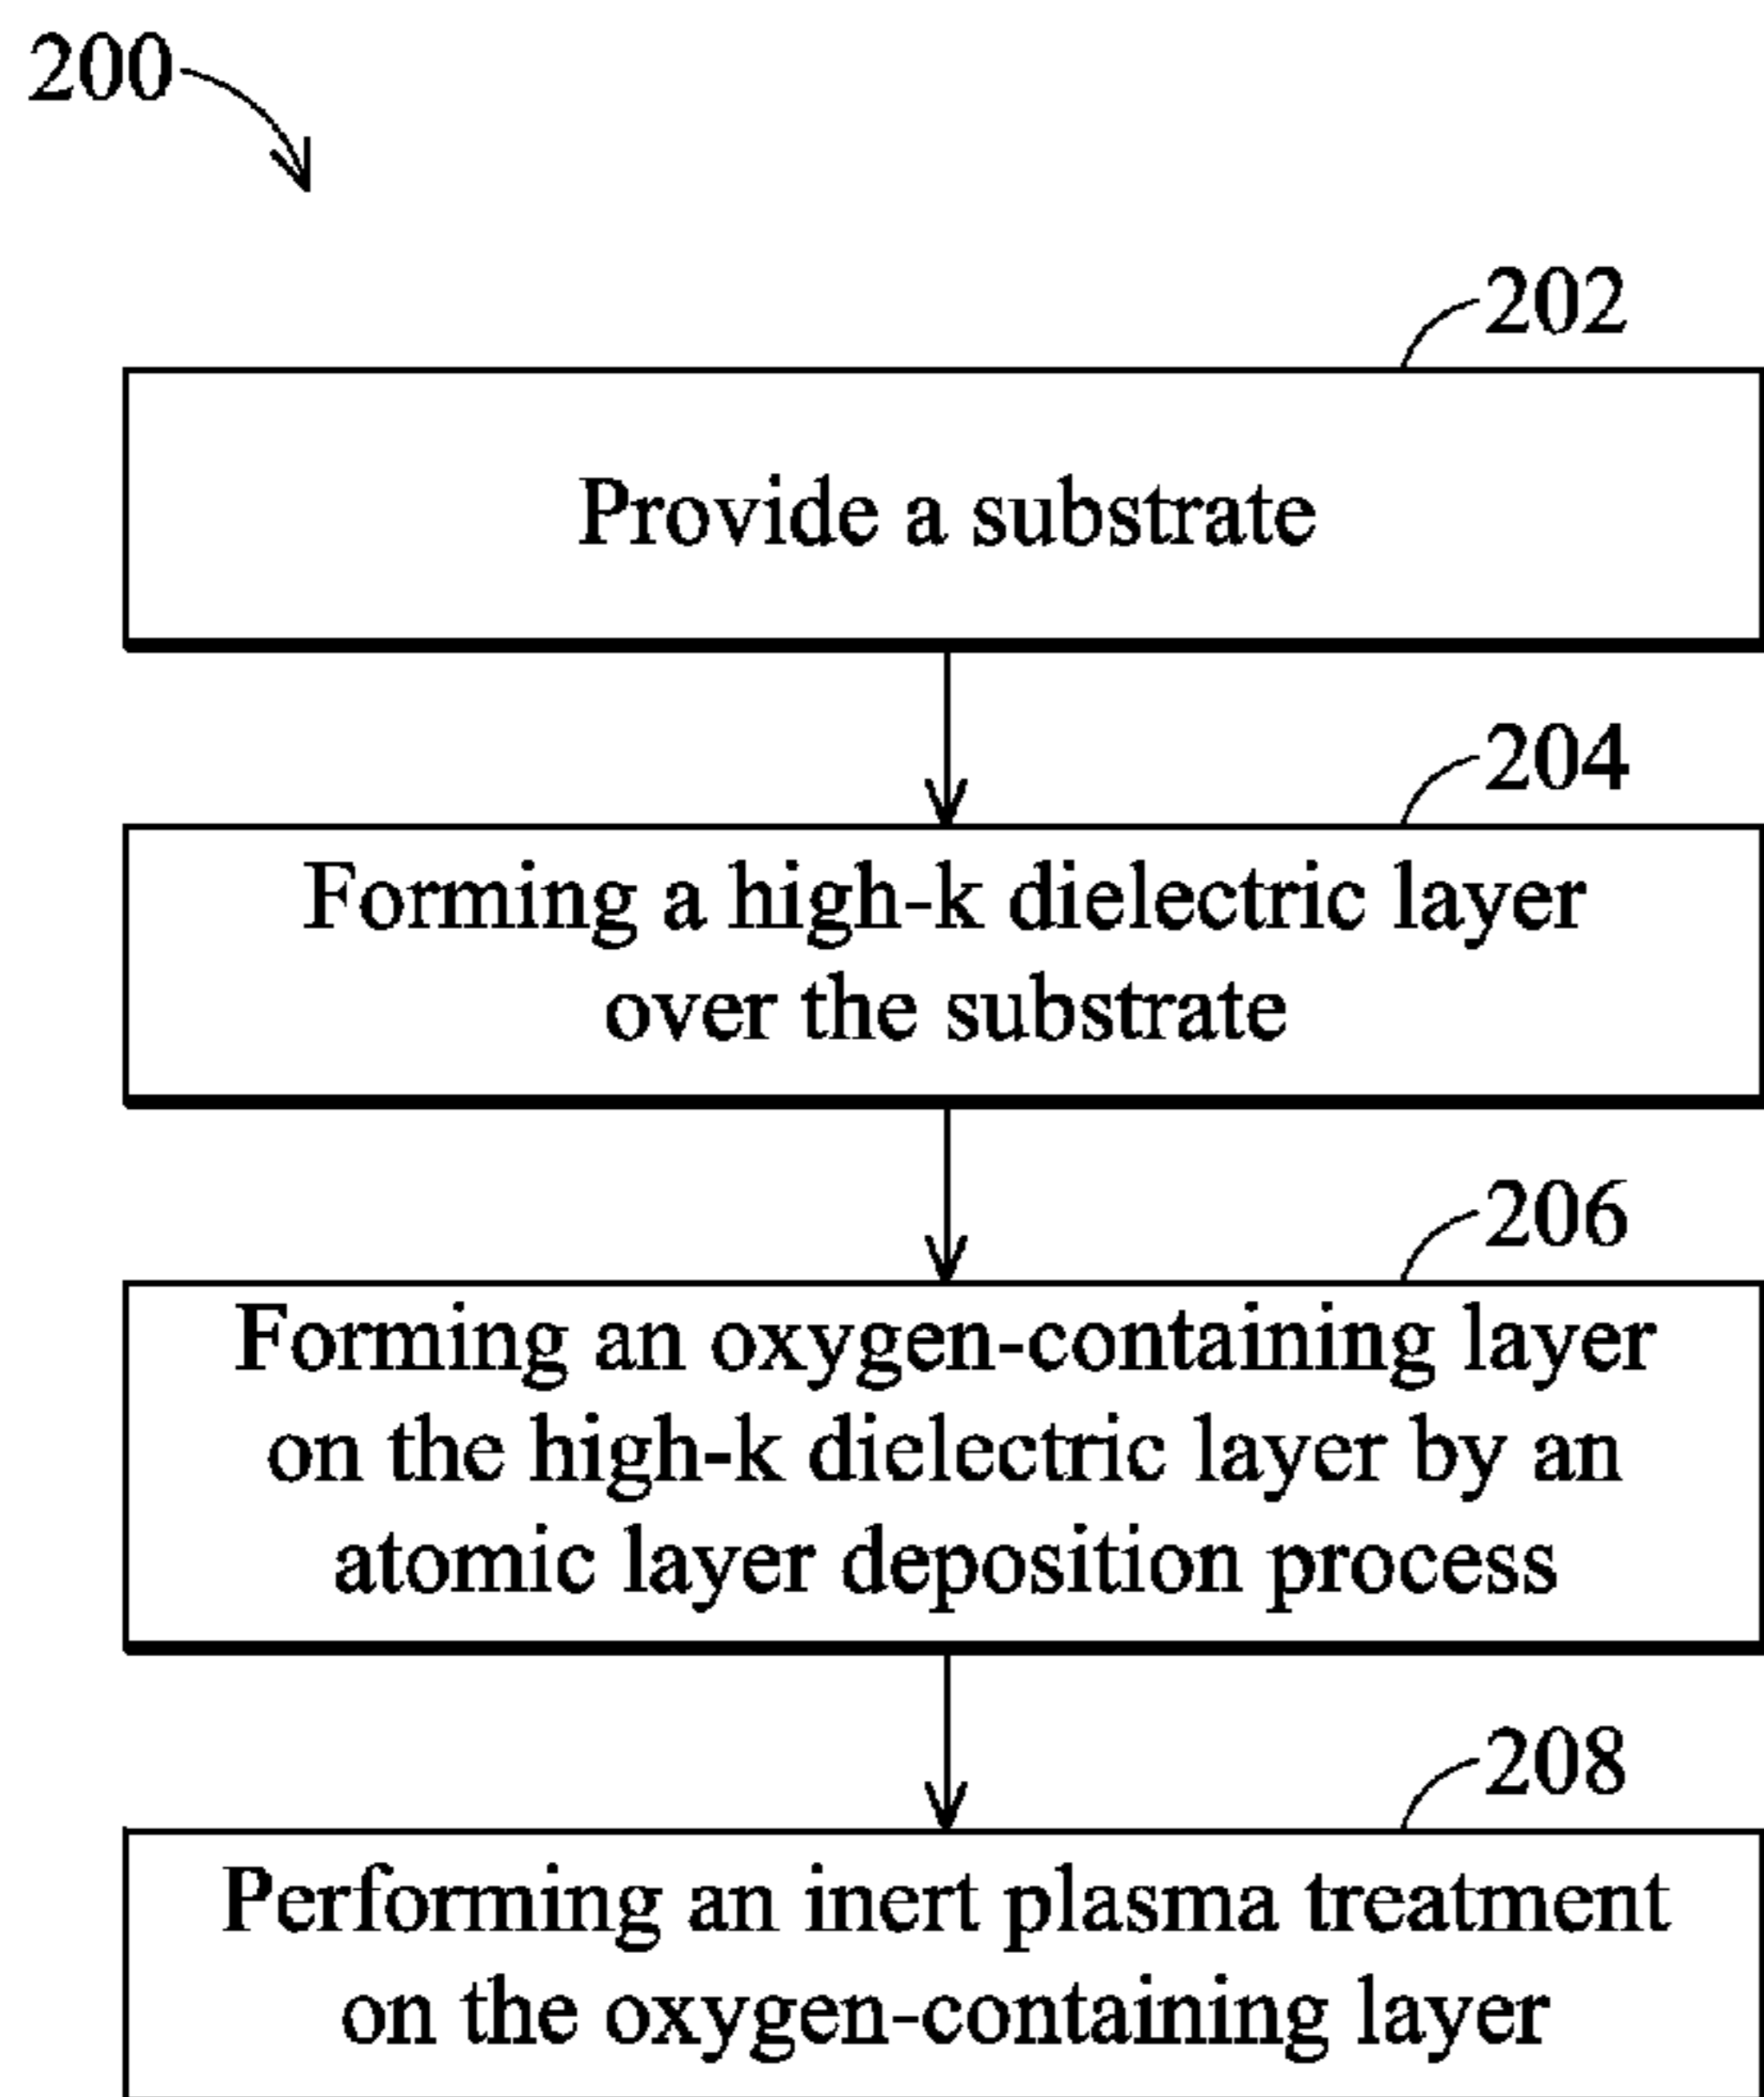 200
202
Provide a substrate
204
Forming a high-k dielectric layer
over the substrate
206
Forming an oxygen-containing layer
on the high-k dielectric layer by an
atomic layer deposition process
208
Performing an inert plasma treatment
on the oxygen-containing layer